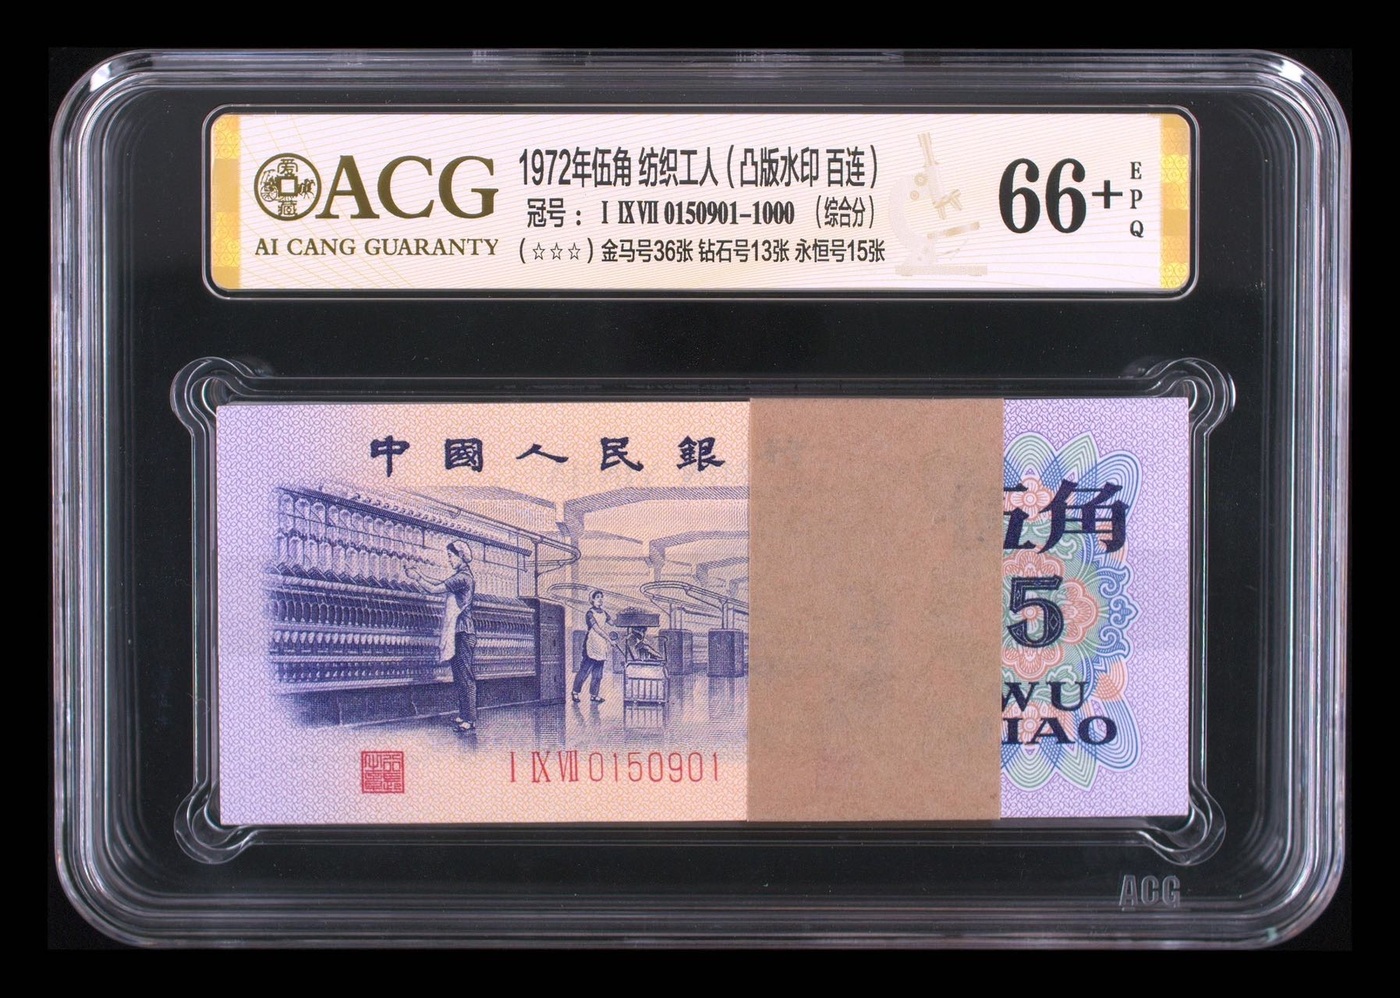 ACG
AI CANG GUARANTY
1972年伍角 纺织工人(凸版水印 百连)
冠号: I IX VII 0150901-1000 (综合分)
(☆☆☆)金马号36张 钻石号13张 永恒号15张
66+
EPQ
中國人民銀
角
5
WU
IAO
I IX VII 0150901
ACG